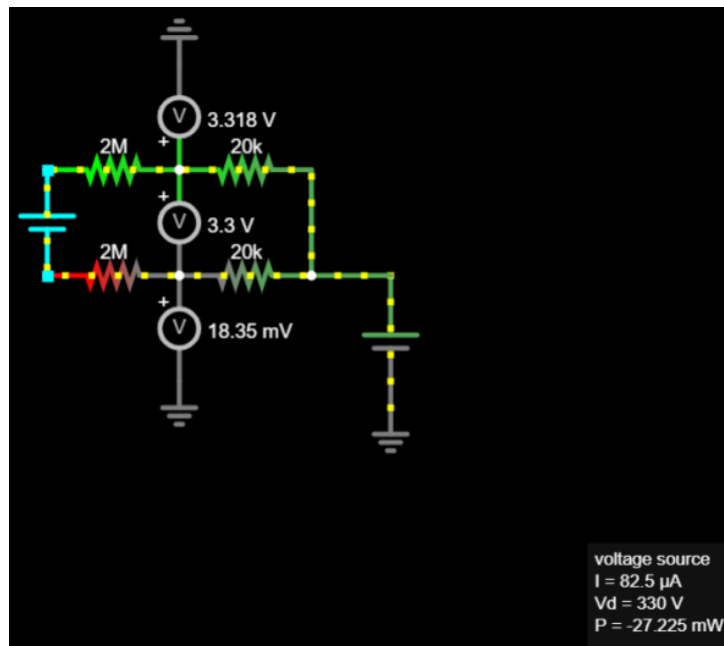 V
3.318 V
+
2M
20k
+
V
3.3 V
2M
20k
+
V
18.35 mV
voltage source
I = 82.5 μA
Vd = 330 V
P = -27.225 mW